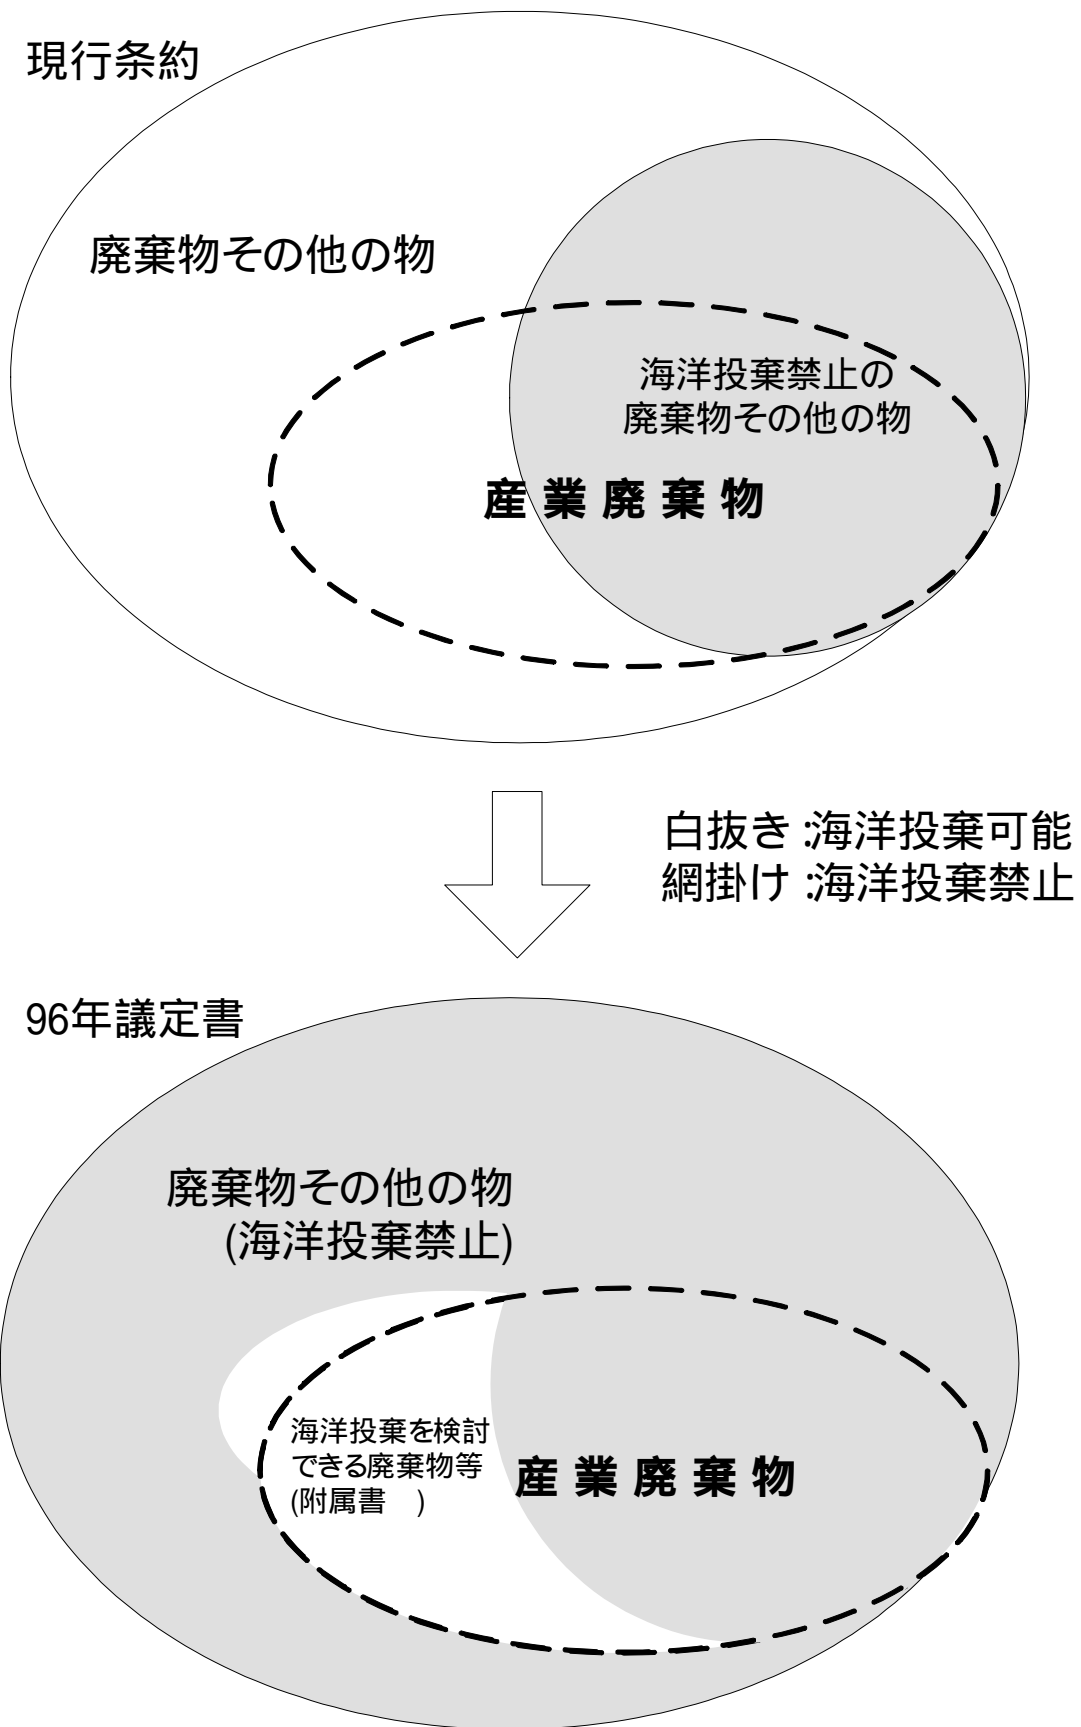 現行条約
廃棄物その他の物
海洋投棄禁止の
廃棄物その他の物
産業廃棄物
白抜き:海洋投棄可能
網掛け:海洋投棄禁止
96年議定書
廃棄物その他の物
(海洋投棄禁止)
海洋投棄を検討
できる廃棄物等
(附属書　)
産業廃棄物